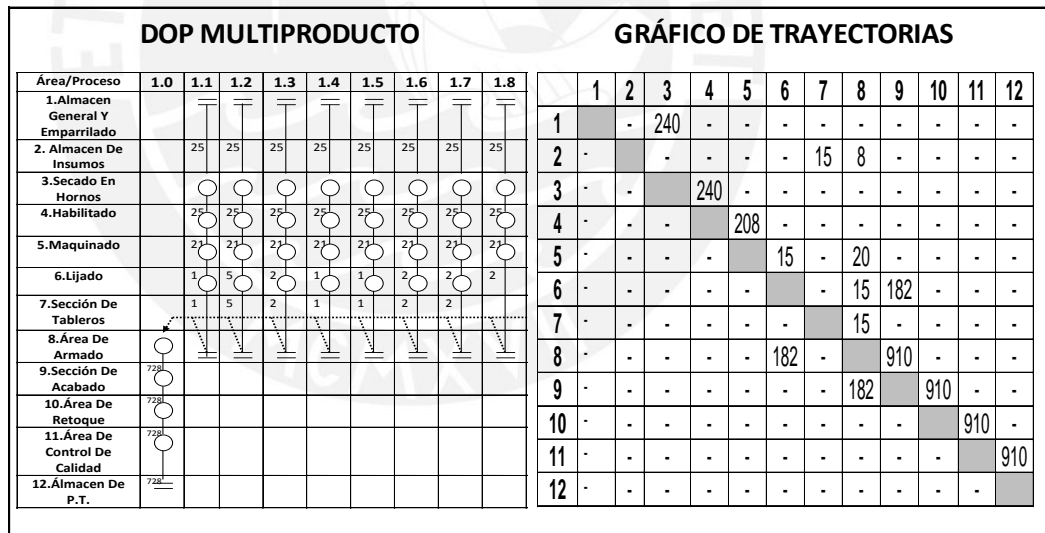 DOP MULTIPRODUCTO
Área/Proceso 1.0 1.1 1.2 1.3 1.4 1.5 1.6 1.7 1.8
1.Almacen
General Y
Emparrilado
2. Almacen De
Insumos
25 25 25 25 25 25 25 25
3.Secado En
Hornos
4.Habilitado
25 25 25 25 25 25 25 25
5.Maquinado
21 21 21 21 21 21 21 21
6.Lijado
1 5 2 1 1 2 2 2
7.Sección De
Tableros
1 5 2 1 1 2 2
8.Área De
Armado
9.Sección De
Acabado
728
10.Área De
Retoque
728
11.Área De
Control De
Calidad
728
12.Álmacen De
P.T.
728
GRÁFICO DE TRAYECTORIAS
1 2 3 4 5 6 7 8 9 10 11 12
1 - 240 - - - - - - - - -
2 - - - - - 15 8 - - - -
3 - - 240 - - - - - - - -
4 - - - 208 - - - - - - -
5 - - - - 15 - 20 - - - -
6 - - - - - - 15 182 - - -
7 - - - - - - 15 - - - -
8 - - - - - 182 - 910 - - -
9 - - - - - - - 182 910 - -
10 - - - - - - - - - 910 -
11 - - - - - - - - - - 910
12 - - - - - - - - - - -